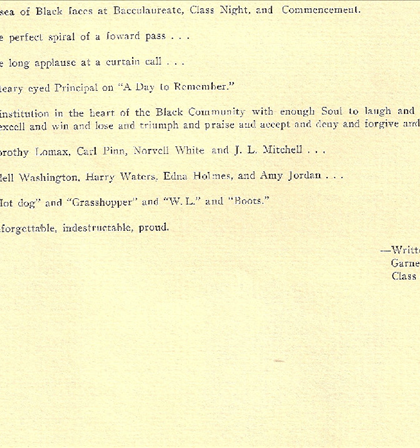 sea of Black faces at Baccalaureate, Class Night, and Commencement.
e perfect spiral of a foward pass . . .
e long applause at a curtain call . . .
teary eyed Principal on “A Day to Remember.”
institution in the heart of the Black Community with enough Soul to laugh and
excell and win and lose and triumph and praise and accept and deny and forgive and
orothy Lomax, Carl Pinn, Norvell White and J. L. Mitchell . . .
dell Washington, Harry Waters, Edna Holmes, and Amy Jordan . . .
Hot dog” and “Grasshopper” and “W. L.” and “Boots.”
forgettable, indestructable, proud.
—Writte
Garne
Class